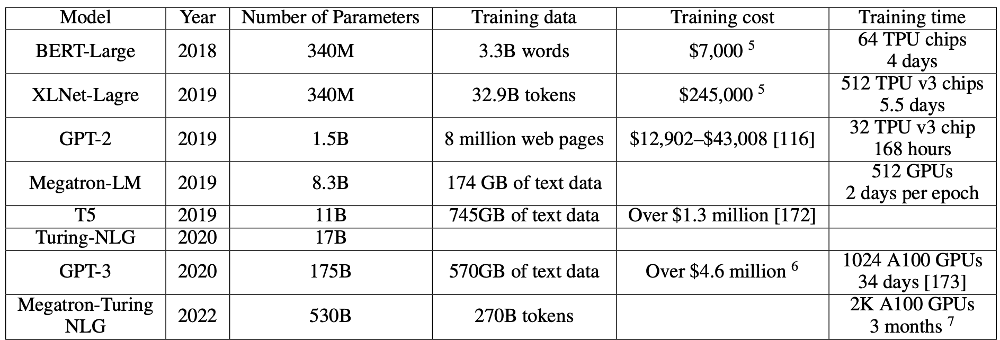 Model Year Number of Parameters Training data Training cost Training time
BERT-Large 2018 340M 3.3B words $7,000 5 64 TPU chips
4 days
XLNet-Lagre 2019 340M 32.9B tokens $245,000 5 512 TPU v3 chips
5.5 days
GPT-2 2019 1.5B 8 million web pages $12,902–$43,008 [116] 32 TPU v3 chip
168 hours
Megatron-LM 2019 8.3B 174 GB of text data 512 GPUs
2 days per epoch
T5 2019 11B 745GB of text data Over $1.3 million [172]
Turing-NLG 2020 17B
GPT-3 2020 175B 570GB of text data Over $4.6 million 6 1024 A100 GPUs
34 days [173]
Megatron-Turing
NLG 2022 530B 270B tokens 2K A100 GPUs
3 months 7